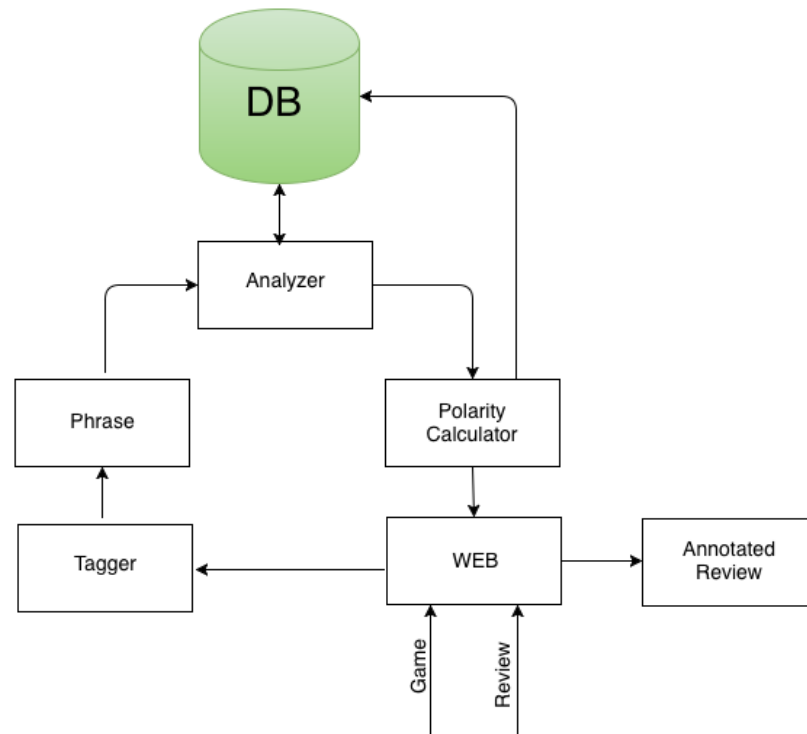 DB
Analyzer
Phrase
Polarity
Calculator
Tagger
WEB
Annotated
Review
Game
Review